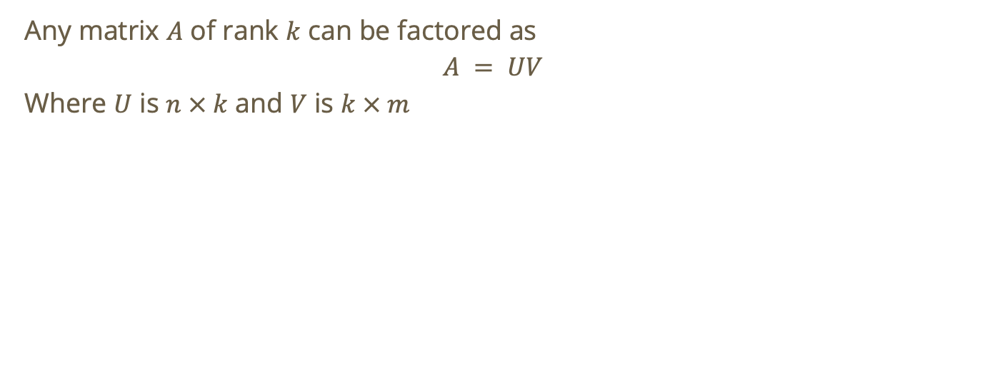 Any matrix A of rank k can be factored as
A = UV
Where U is n × k and V is k × m